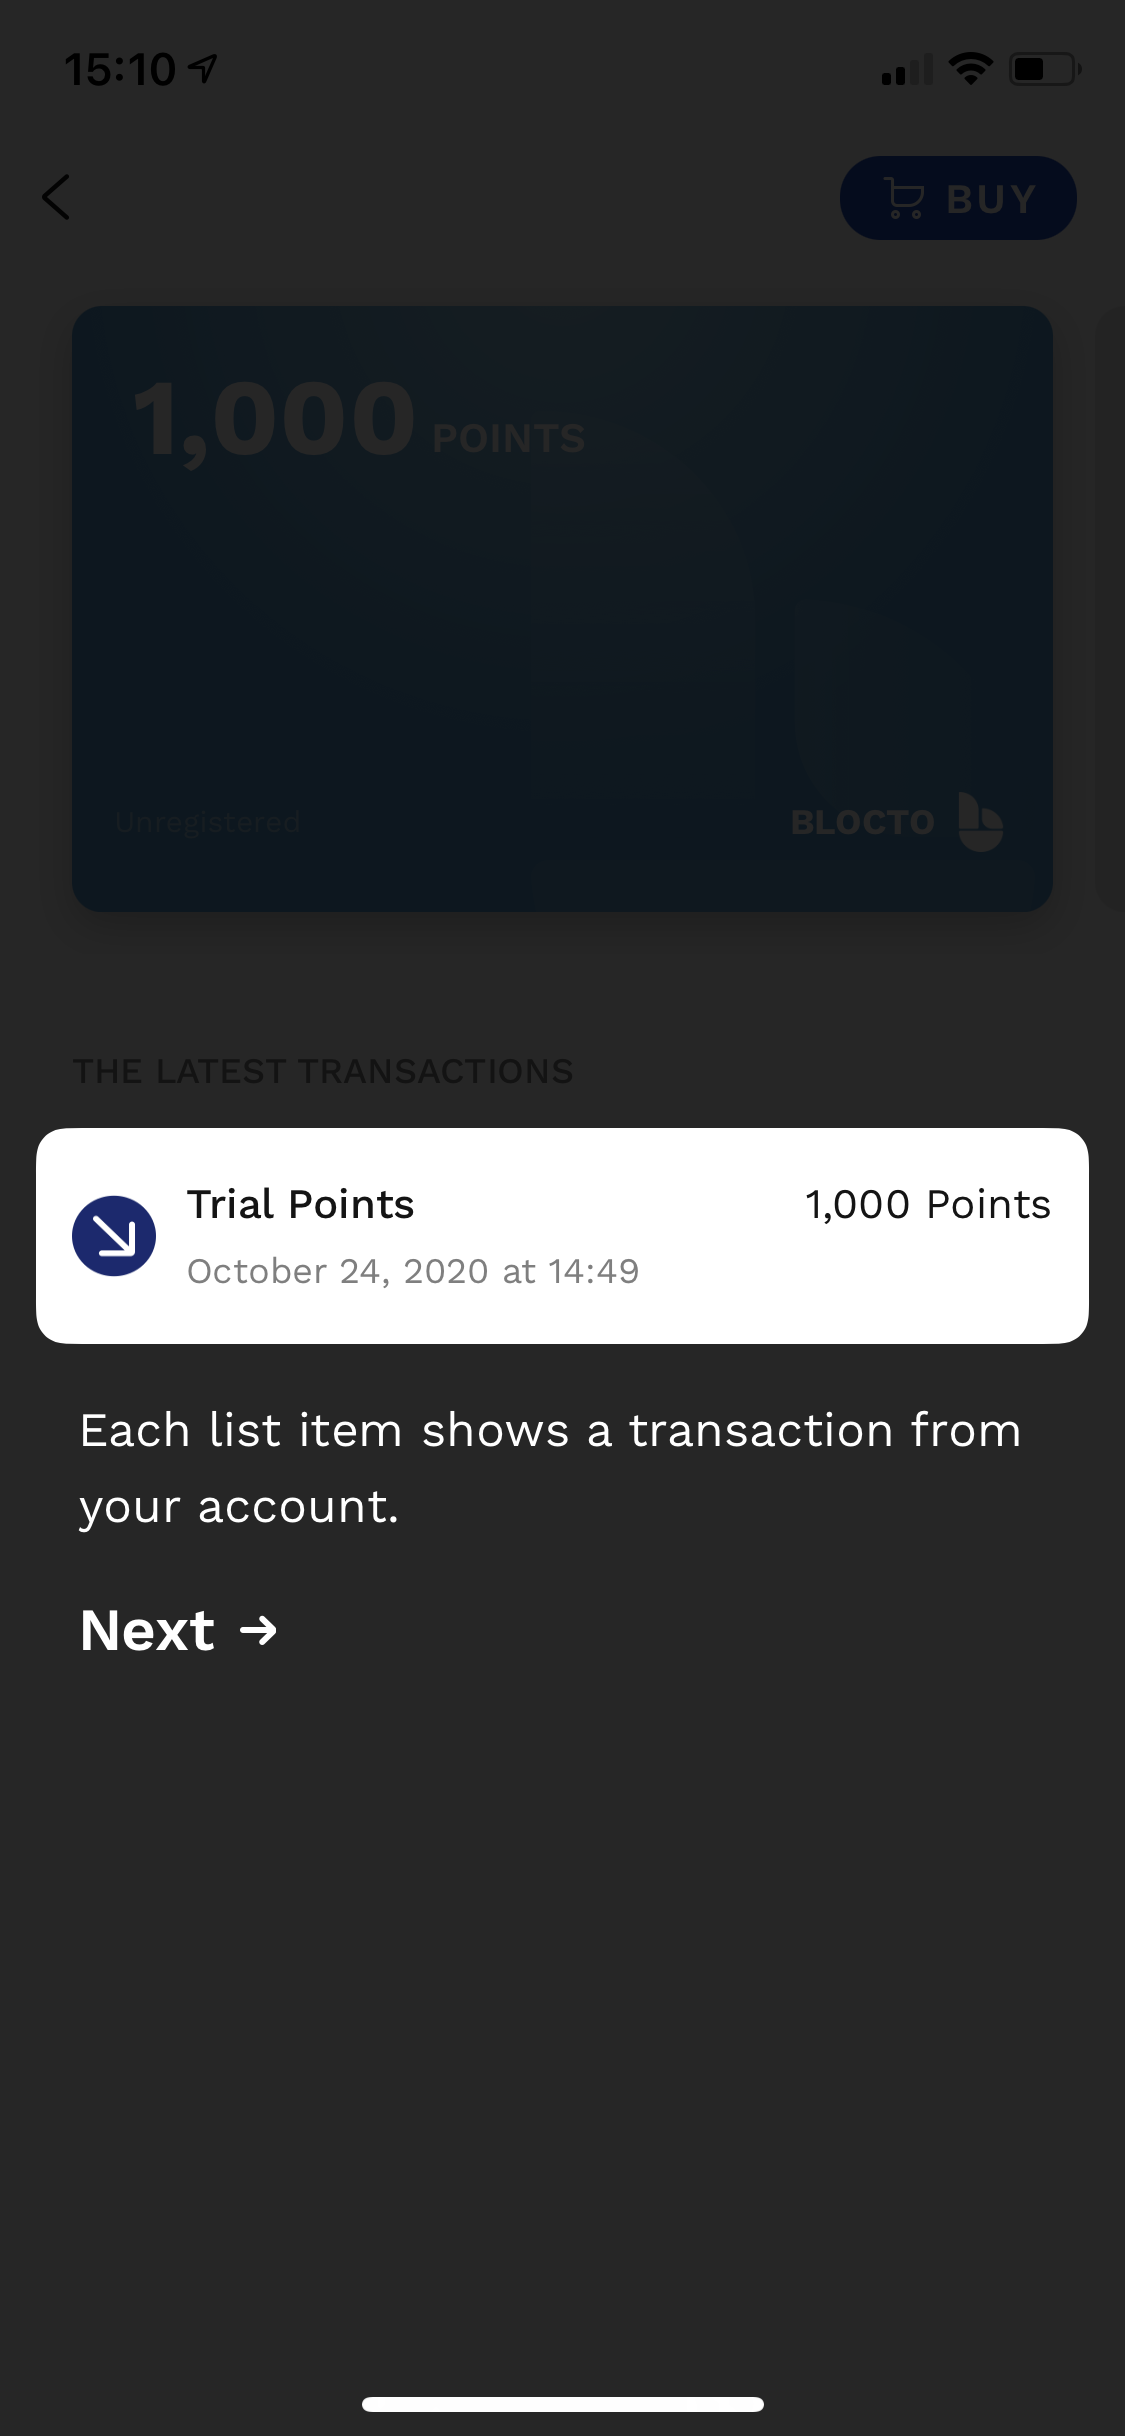 15:10
BUY
1,000 POINTS
Unregistered
BLOCTO
THE LATEST TRANSACTIONS
Trial Points
1,000 Points
October 24, 2020 at 14:49
Each list item shows a transaction from
your account.
Next →